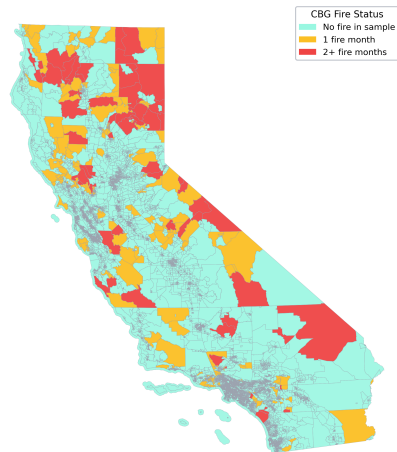 CBG Fire Status
No fire in sample
1 fire month
2+ fire months